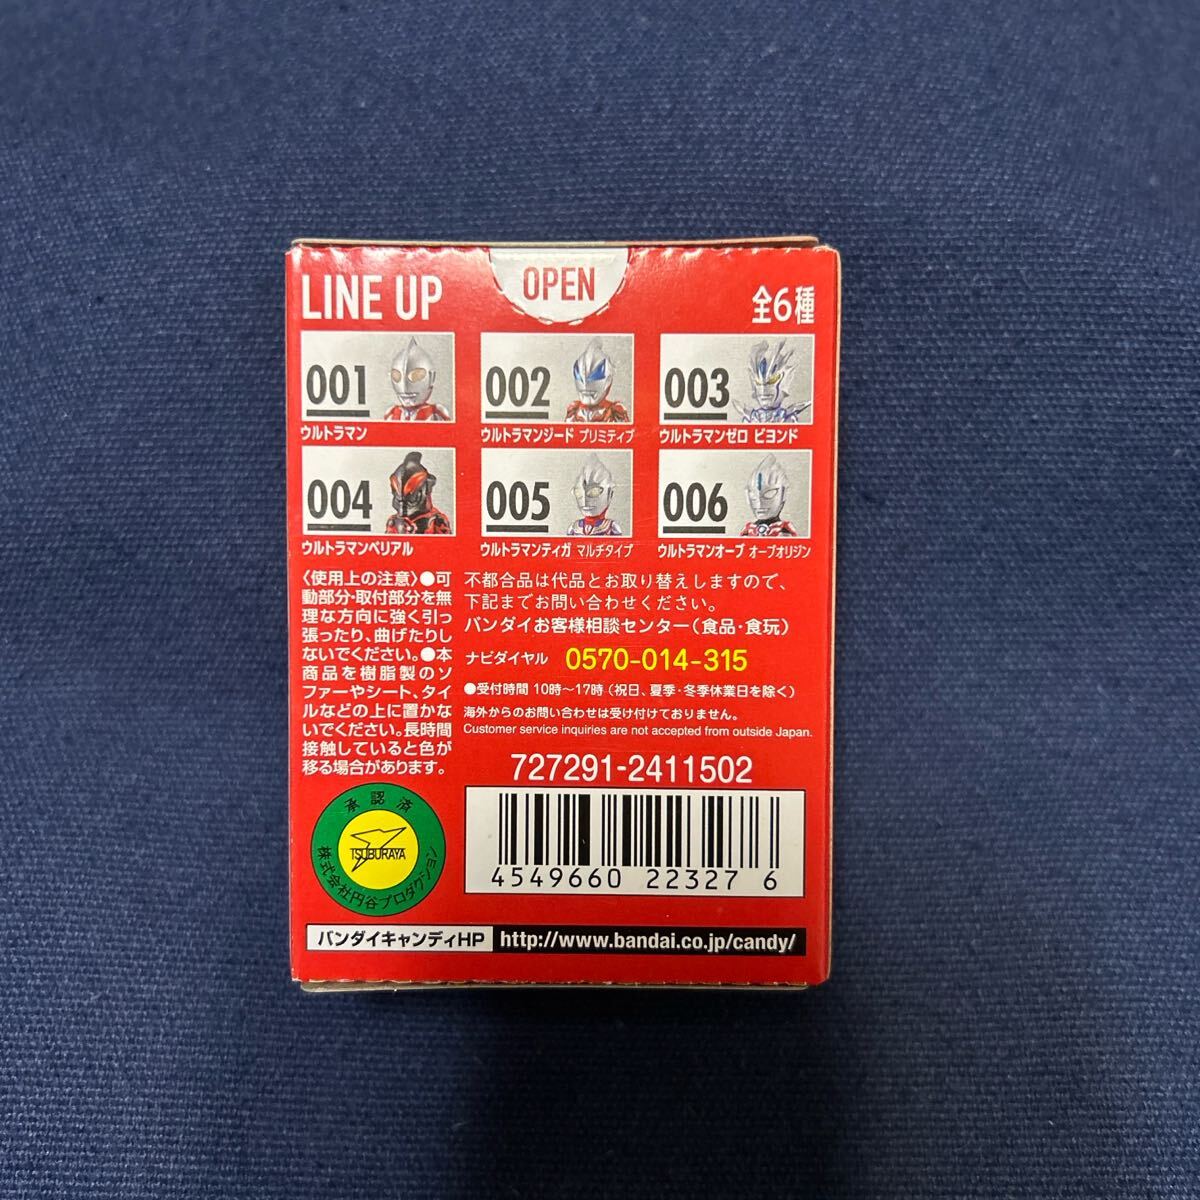 LINE UP
OPEN
全6種
001
ウルトラマン
002
ウルトラマンジード プリミティブ
003
ウルトラマンゼロ ビヨンド
004
ウルトラマンベリアル
005
ウルトラマンティガ マルチタイプ
006
ウルトラマンオーブ オーブオリジン
〈使用上の注意〉●可
動部分・取付部分を無
理な方向に強く引っ
張ったり、曲げたりし
ないでください。●本
商品を樹脂製のソ
ファーやシート、タイ
ルなどの上に置かな
いでください。長時間
接触していると色が
移る場合があります。
不都合品は代品とお取り替えしますので、
下記までお問い合わせください。
バンダイお客様相談センター(食品・食玩)
ナビダイヤル 0570-014-315
●受付時間 10時〜17時 (祝日、夏季・冬季休業日を除く)
海外からのお問い合わせは受け付けておりません。
Customer service inquiries are not accepted from outside Japan.
727291-2411502
4549660 22327 6
承認済
TSUBURAYA
株式会社円谷プロダクション
バンダイキャンディHP http://www.bandai.co.jp/candy/